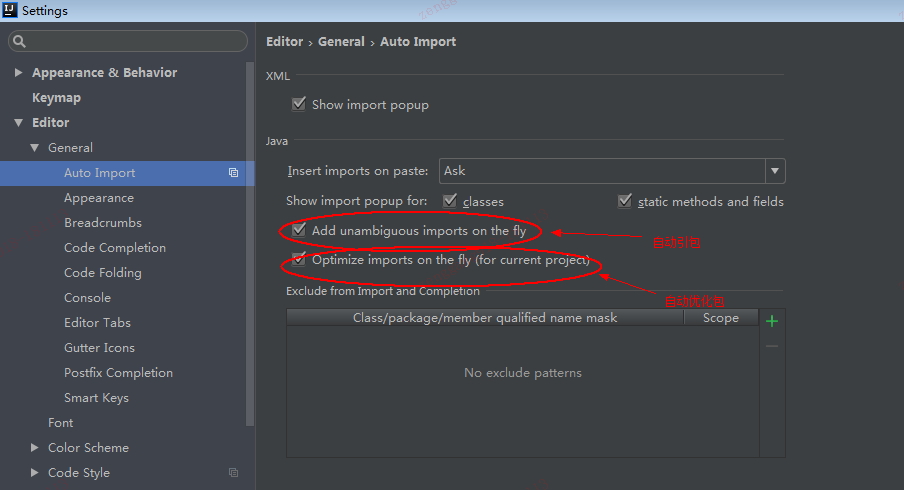 Settings
Appearance & Behavior
Keymap
Editor
General
Auto Import
Appearance
Breadcrumbs
Code Completion
Code Folding
Console
Editor Tabs
Gutter Icons
Postfix Completion
Smart Keys
Font
Color Scheme
Code Style
Editor › General › Auto Import
XML
Show import popup
Java
Insert imports on paste: Ask
Show import popup for: classes static methods and fields
Add unambiguous imports on the fly
自动引包
Optimize imports on the fly (for current project)
自动优化包
Exclude from Import and Completion
Class/package/member qualified name mask Scope
No exclude patterns